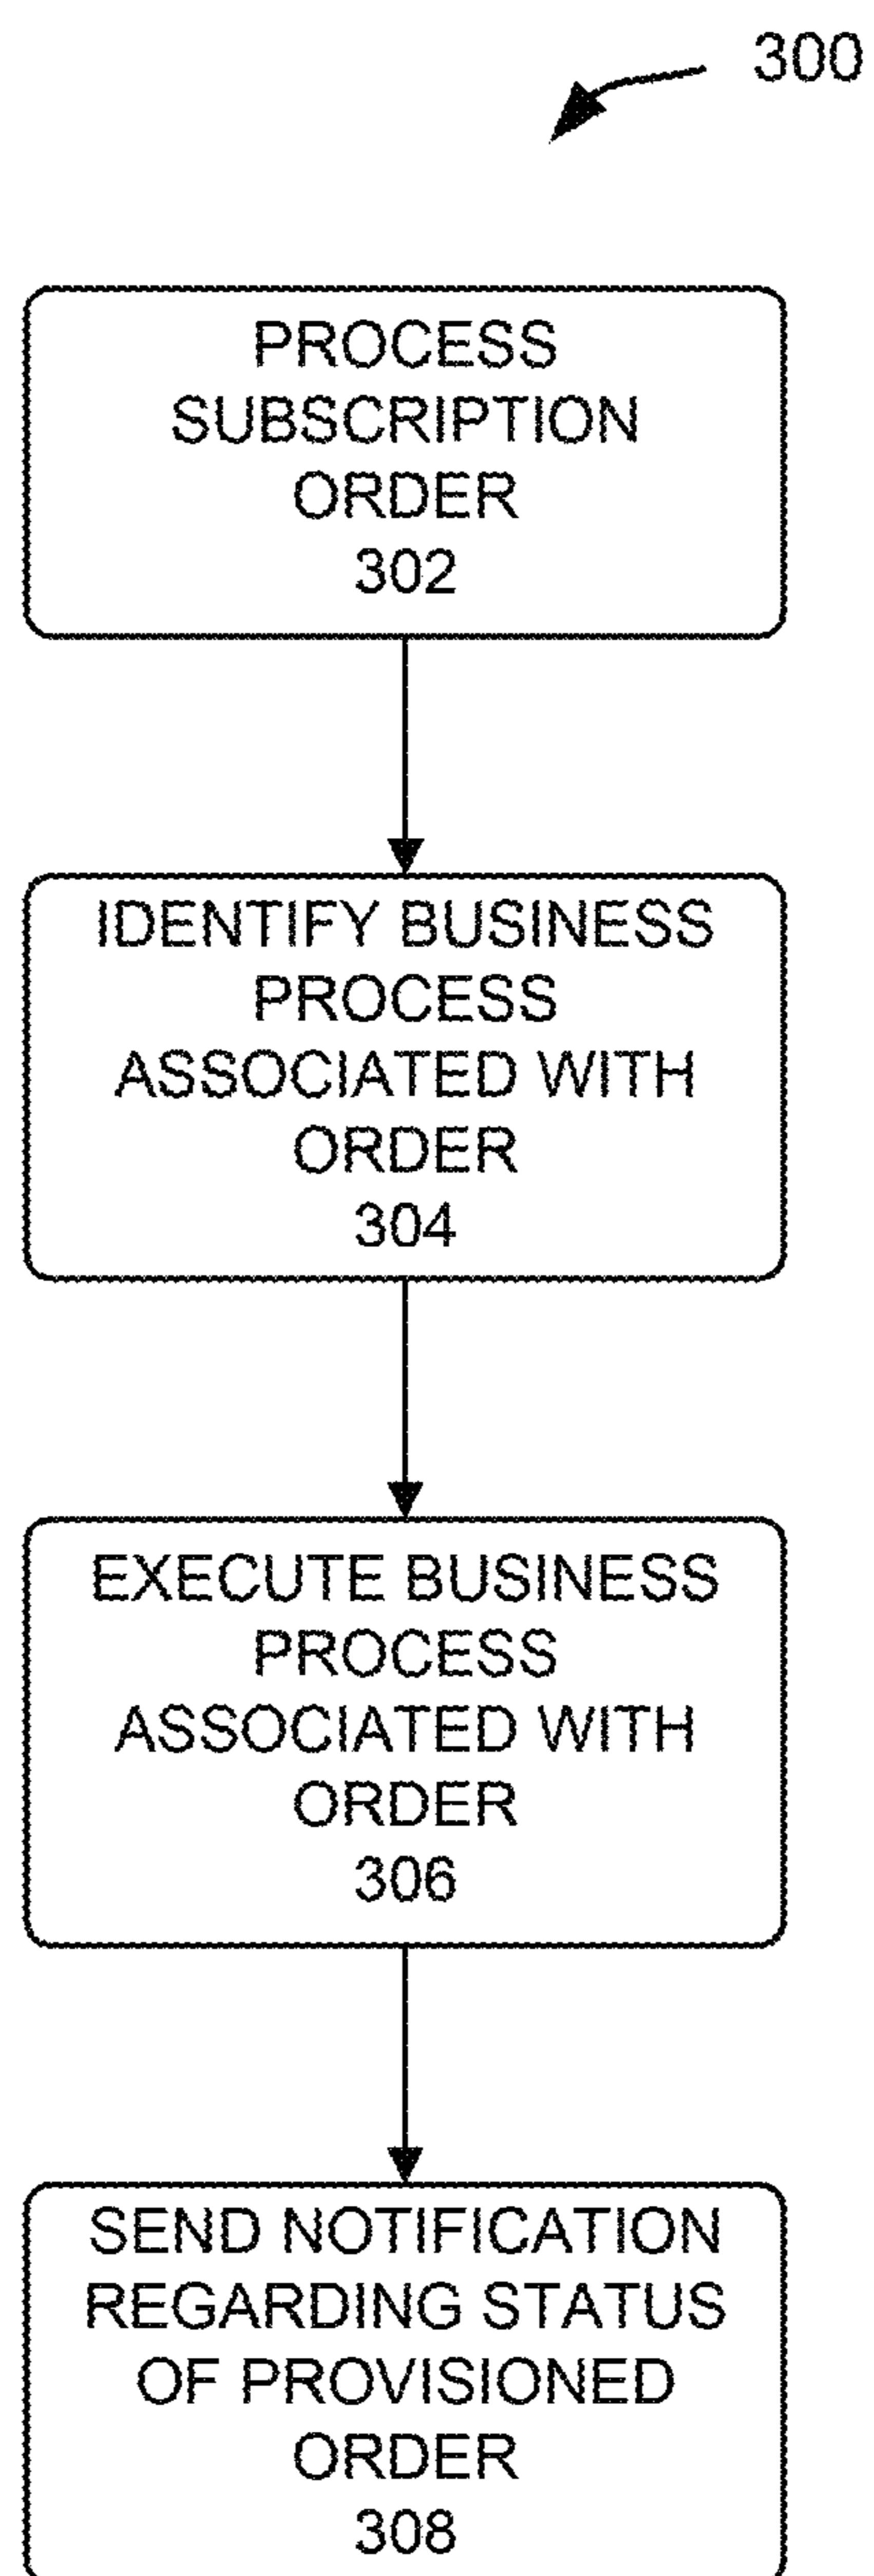 300
PROCESS
SUBSCRIPTION
ORDER
302
IDENTIFY BUSINESS
PROCESS
ASSOCIATED WITH
ORDER
304
EXECUTE BUSINESS
PROCESS
ASSOCIATED WITH
ORDER
306
SEND NOTIFICATION
REGARDING STATUS
OF PROVISIONED
ORDER
308